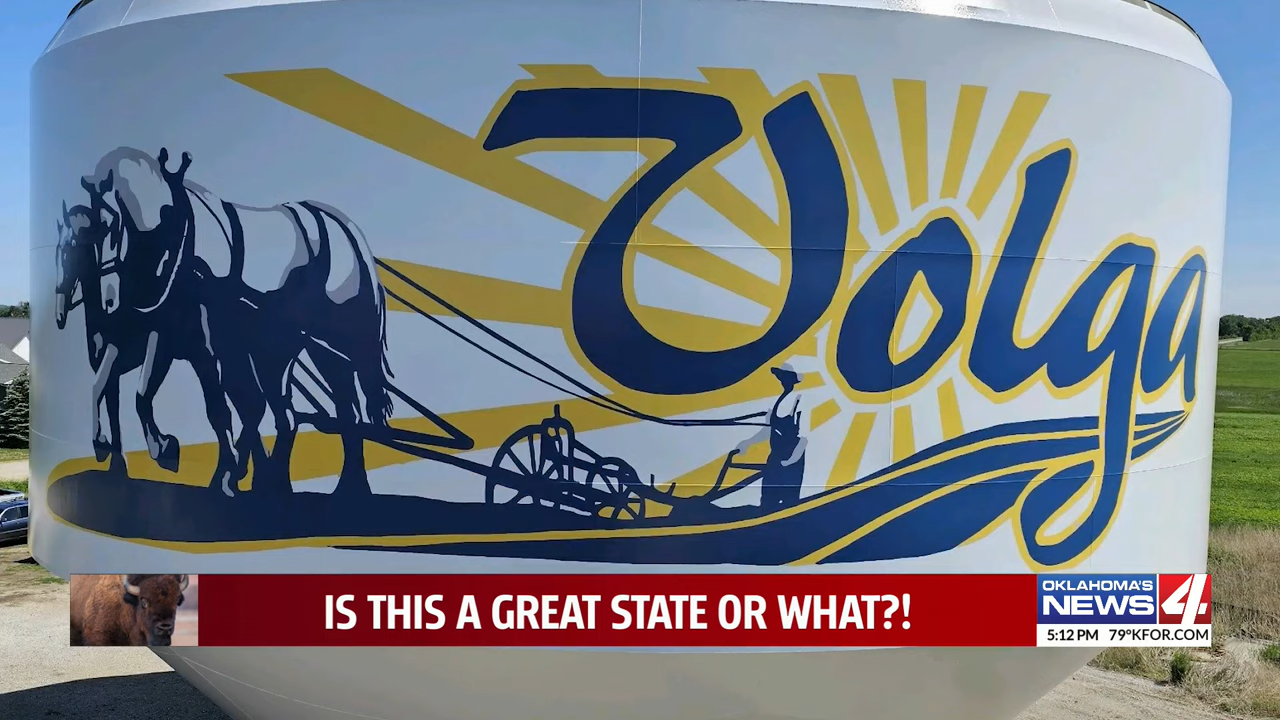 Volga
IS THIS A GREAT STATE OR WHAT?!
OKLAHOMA'S
NEWS 4
5:12 PM 79° KFOR.COM